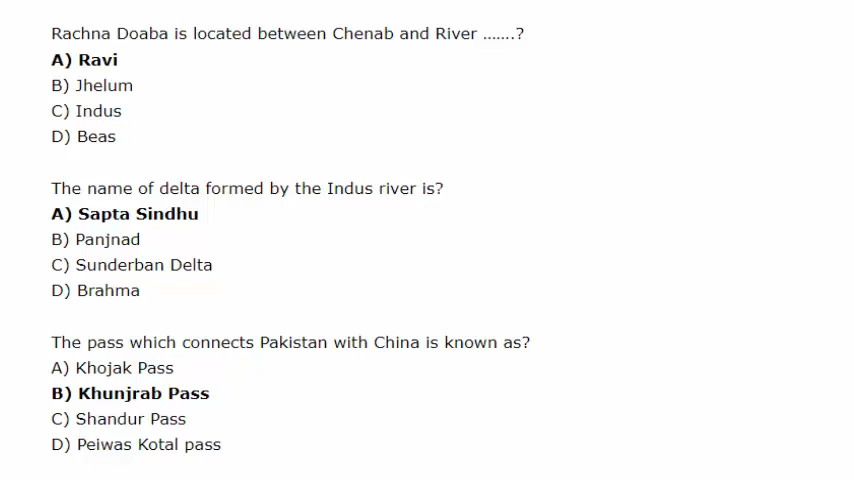 Rachna Doaba is located between Chenab and River .......?
A) Ravi
B) Jhelum
C) Indus
D) Beas
The name of delta formed by the Indus river is?
A) Sapta Sindhu
B) Panjnad
C) Sunderban Delta
D) Brahma
The pass which connects Pakistan with China is known as?
A) Khojak Pass
B) Khunjrab Pass
C) Shandur Pass
D) Peiwas Kotal pass